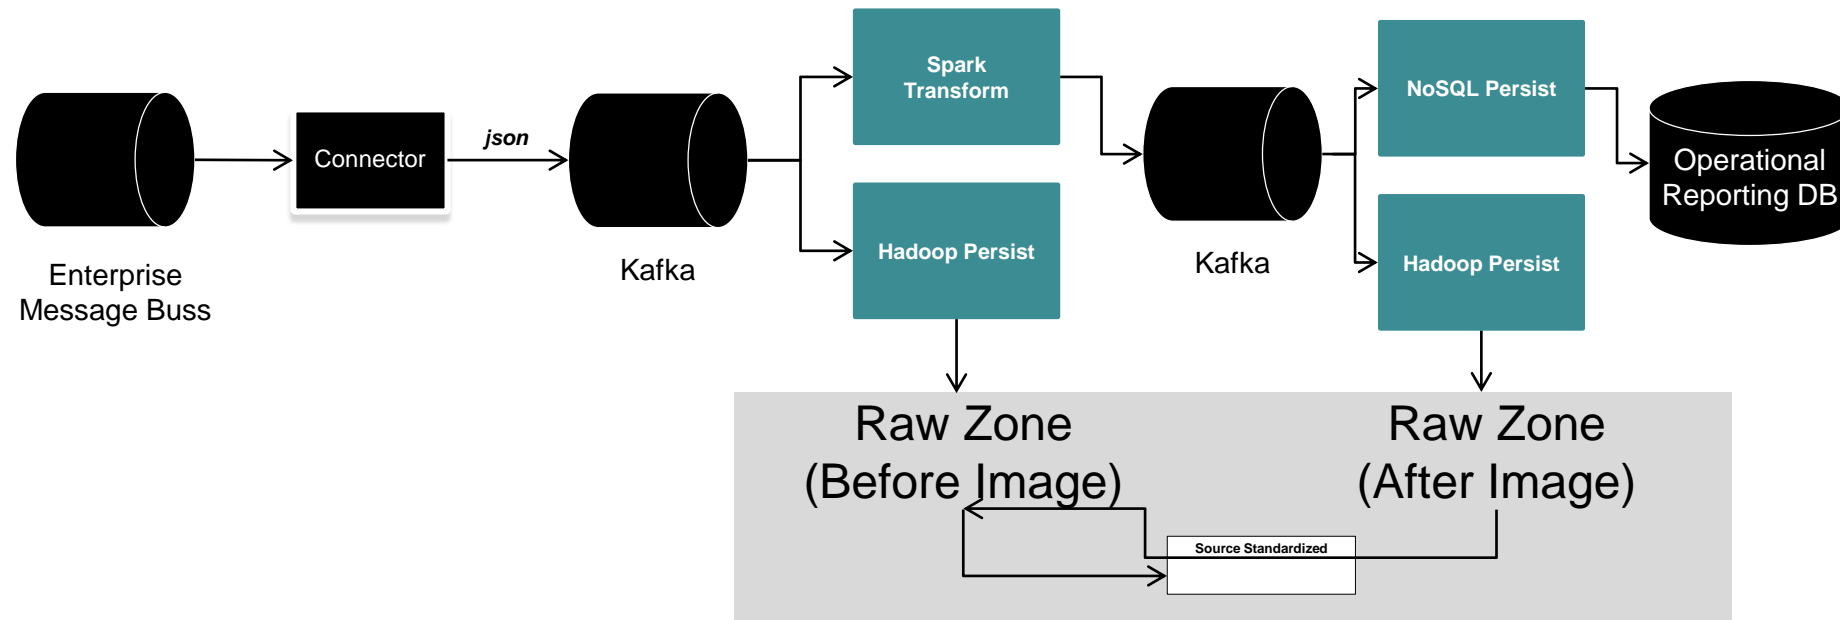 Enterprise
Message Buss
Connector
json
Kafka
Spark
Transform
Hadoop Persist
Kafka
NoSQL Persist
Hadoop Persist
Operational
Reporting DB
Raw Zone
(Before Image)
Raw Zone
(After Image)
Source Standardized